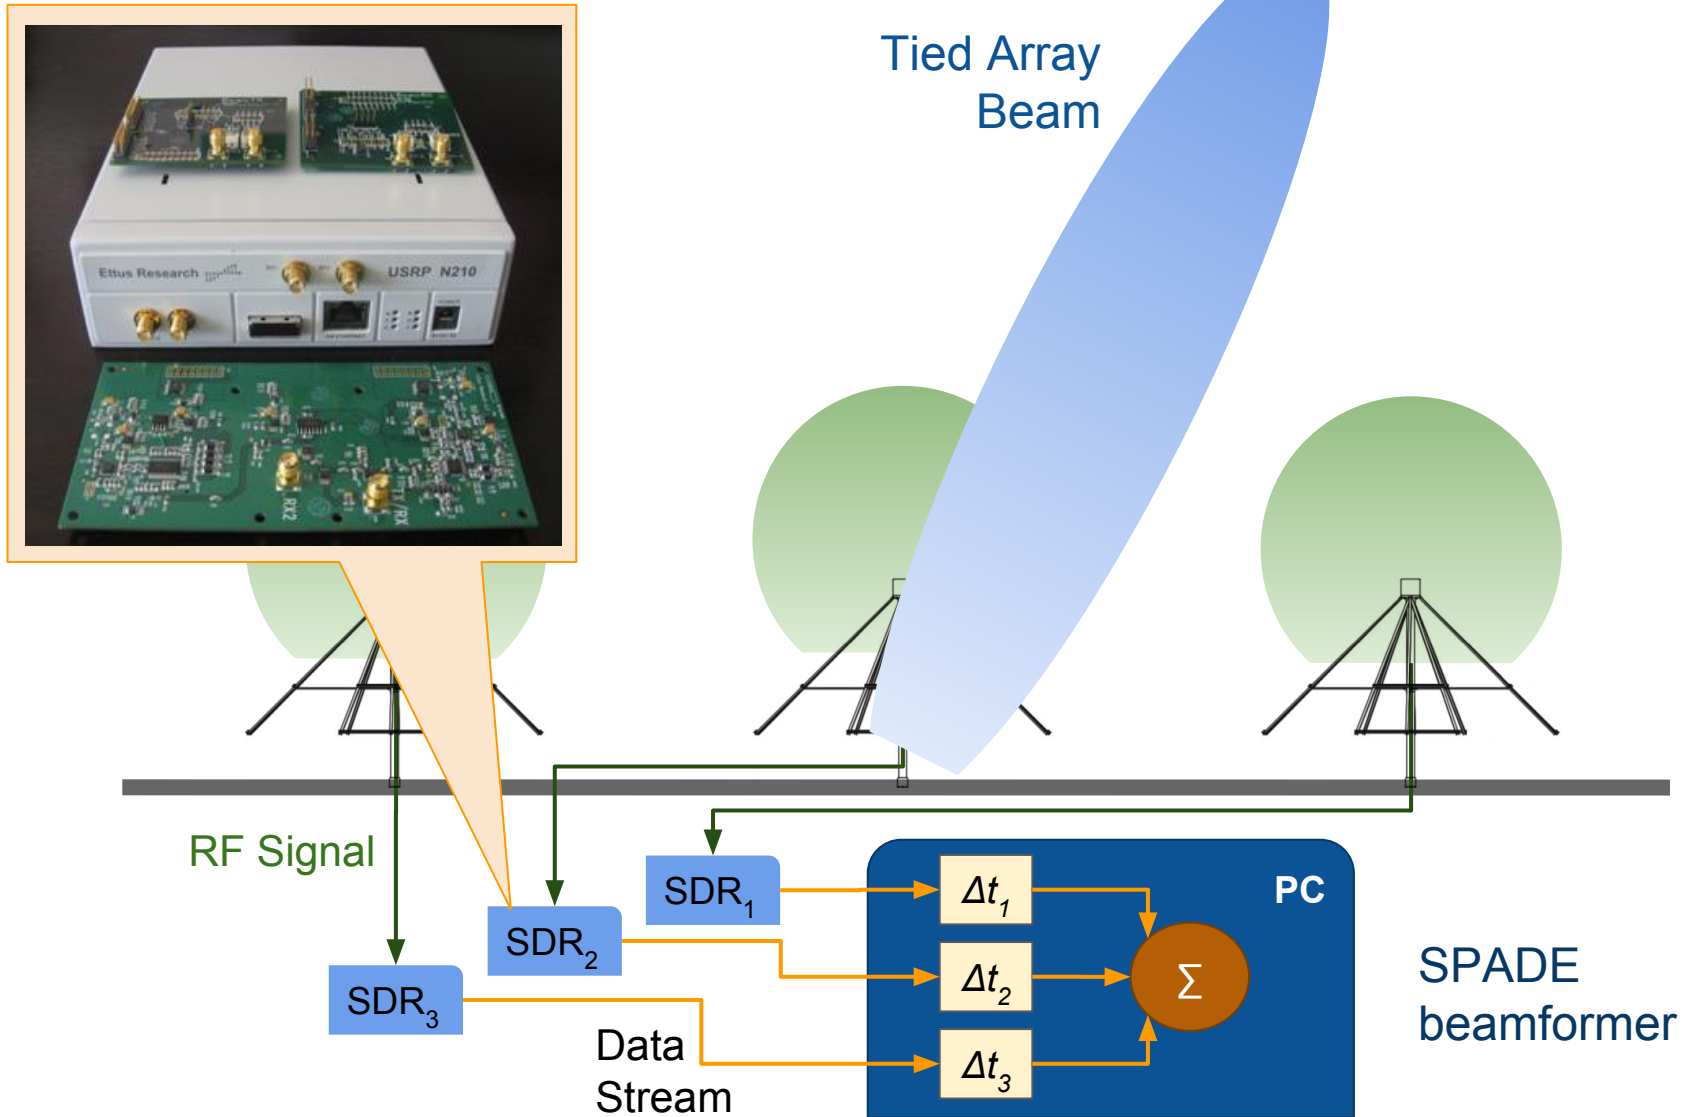 Tied Array
Beam
Ettus Research
USRP N210
RX2
TX/RX
RF Signal
SDR₁
SDR₂
SDR₃
Δt₁
Δt₂
Δt₃
Σ
PC
Data
Stream
SPADE
beamformer